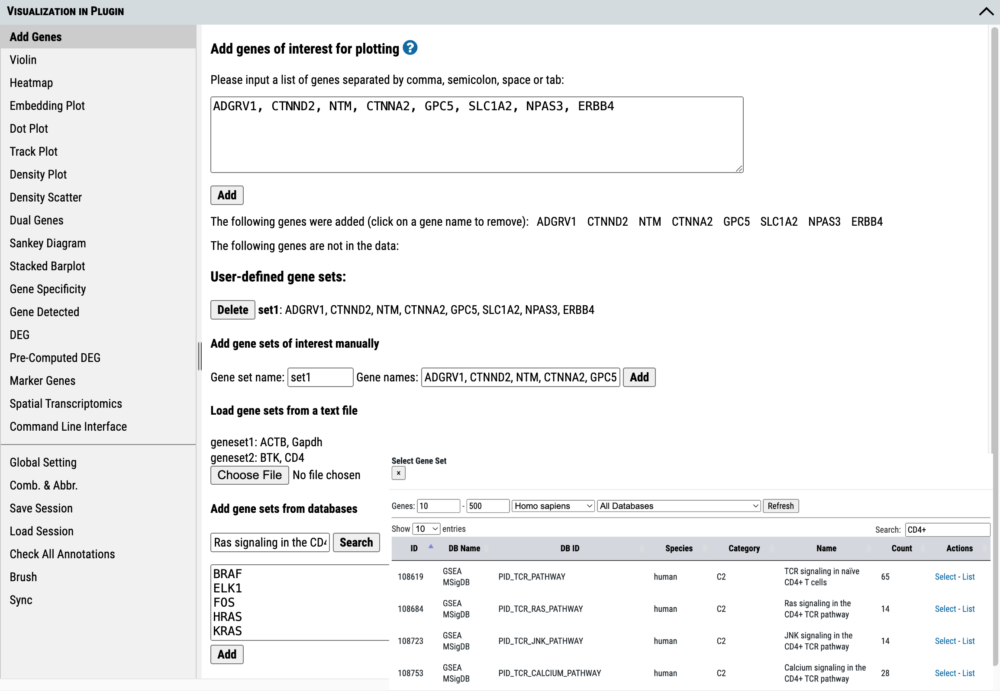 VISUALIZATION IN PLUGIN
Add Genes
Violin
Heatmap
Embedding Plot
Dot Plot
Track Plot
Density Plot
Density Scatter
Dual Genes
Sankey Diagram
Stacked Barplot
Gene Specificity
Gene Detected
DEG
Pre-Computed DEG
Marker Genes
Spatial Transcriptomics
Command Line Interface
Global Setting
Comb. & Abbr.
Save Session
Load Session
Check All Annotations
Brush
Sync
Add genes of interest for plotting ?
Please input a list of genes separated by comma, semicolon, space or tab:
ADGRV1, CTNND2, NTM, CTNNA2, GPC5, SLC1A2, NPAS3, ERBB4
Add
The following genes were added (click on a gene name to remove): ADGRV1 CTNND2 NTM CTNNA2 GPC5 SLC1A2 NPAS3 ERBB4
The following genes are not in the data:
User-defined gene sets:
Delete set1: ADGRV1, CTNND2, NTM, CTNNA2, GPC5, SLC1A2, NPAS3, ERBB4
Add gene sets of interest manually
Gene set name: set1 Gene names: ADGRV1, CTNND2, NTM, CTNNA2, GPC5 Add
Load gene sets from a text file
geneset1: ACTB, Gapdh
geneset2: BTK, CD4
Choose File No file chosen
Add gene sets from databases
Ras signaling in the CD4 Search
BRAF
ELK1
FOS
HRAS
KRAS
Add
Select Gene Set
×
Genes: 10 - 500 Homo sapiens All Databases Refresh
Show 10 entries Search: CD4+
ID DB Name DB ID Species Category Name Count Actions
108619 GSEA MSigDB PID_TCR_PATHWAY human C2 TCR signaling in naïve CD4+ T cells 65 Select - List
108684 GSEA MSigDB PID_TCR_RAS_PATHWAY human C2 Ras signaling in the CD4+ TCR pathway 14 Select - List
108723 GSEA MSigDB PID_TCR_JNK_PATHWAY human C2 JNK signaling in the CD4+ TCR pathway 14 Select - List
108753 GSEA MSigDB PID_TCR_CALCIUM_PATHWAY human C2 Calcium signaling in the CD4+ TCR pathway 28 Select - List